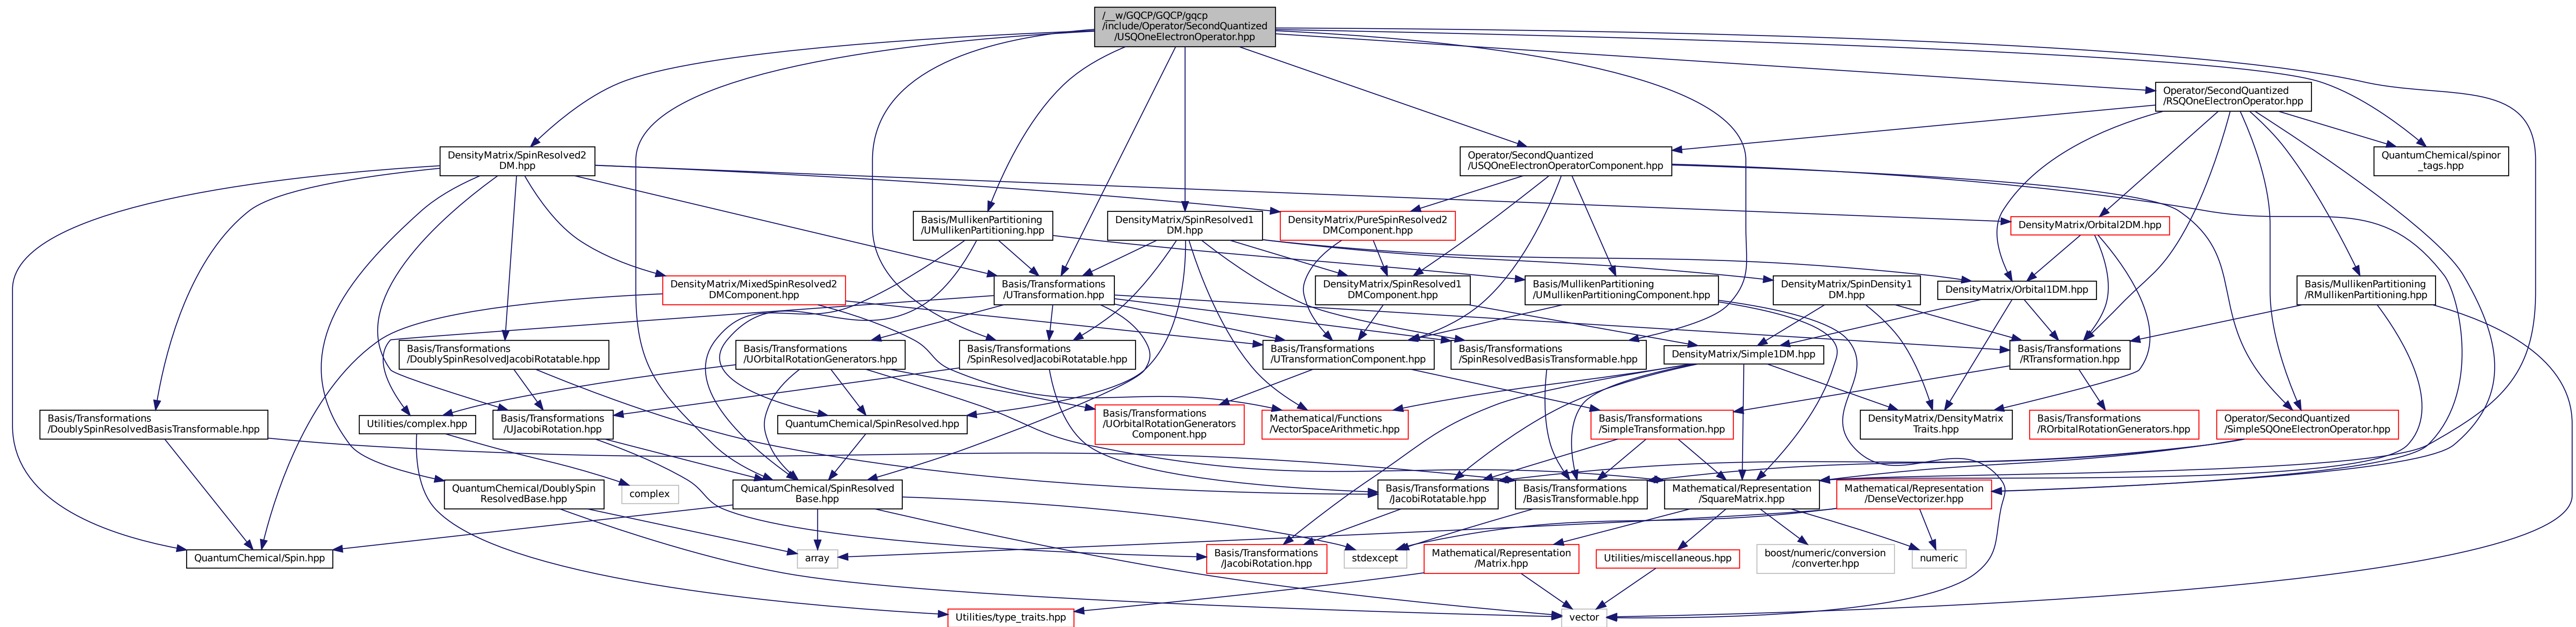 /__w/GQCP/GQCP/gqcp
/include/Operator/SecondQuantized
/USQOneElectronOperator.hpp
Operator/SecondQuantized
/RSQOneElectronOperator.hpp
DensityMatrix/SpinResolved2
DM.hpp
Operator/SecondQuantized
/USQOneElectronOperatorComponent.hpp
QuantumChemical/spinor
_tags.hpp
Basis/MullikenPartitioning
/UMullikenPartitioning.hpp
DensityMatrix/SpinResolved1
DM.hpp
DensityMatrix/PureSpinResolved2
DMComponent.hpp
DensityMatrix/Orbital2DM.hpp
DensityMatrix/MixedSpinResolved2
DMComponent.hpp
Basis/Transformations
/UTransformation.hpp
DensityMatrix/SpinResolved1
DMComponent.hpp
Basis/MullikenPartitioning
/UMullikenPartitioningComponent.hpp
DensityMatrix/SpinDensity1
DM.hpp
DensityMatrix/Orbital1DM.hpp
Basis/MullikenPartitioning
/RMullikenPartitioning.hpp
Basis/Transformations
/DoublySpinResolvedJacobiRotatable.hpp
Basis/Transformations
/UOrbitalRotationGenerators.hpp
Basis/Transformations
/SpinResolvedJacobiRotatable.hpp
Basis/Transformations
/UTransformationComponent.hpp
Basis/Transformations
/SpinResolvedBasisTransformable.hpp
DensityMatrix/Simple1DM.hpp
Basis/Transformations
/RTransformation.hpp
Basis/Transformations
/DoublySpinResolvedBasisTransformable.hpp
Utilities/complex.hpp
Basis/Transformations
/UJacobiRotation.hpp
QuantumChemical/SpinResolved.hpp
Basis/Transformations
/UOrbitalRotationGenerators
Component.hpp
Mathematical/Functions
/VectorSpaceArithmetic.hpp
Basis/Transformations
/SimpleTransformation.hpp
DensityMatrix/DensityMatrix
Traits.hpp
Basis/Transformations
/ROrbitalRotationGenerators.hpp
Operator/SecondQuantized
/SimpleSQOneElectronOperator.hpp
QuantumChemical/DoublySpin
ResolvedBase.hpp
complex
QuantumChemical/SpinResolved
Base.hpp
Basis/Transformations
/JacobiRotatable.hpp
Basis/Transformations
/BasisTransformable.hpp
Mathematical/Representation
/SquareMatrix.hpp
Mathematical/Representation
/DenseVectorizer.hpp
QuantumChemical/Spin.hpp
array
Basis/Transformations
/JacobiRotation.hpp
stdexcept
Mathematical/Representation
/Matrix.hpp
Utilities/miscellaneous.hpp
boost/numeric/conversion
/converter.hpp
numeric
Utilities/type_traits.hpp
vector